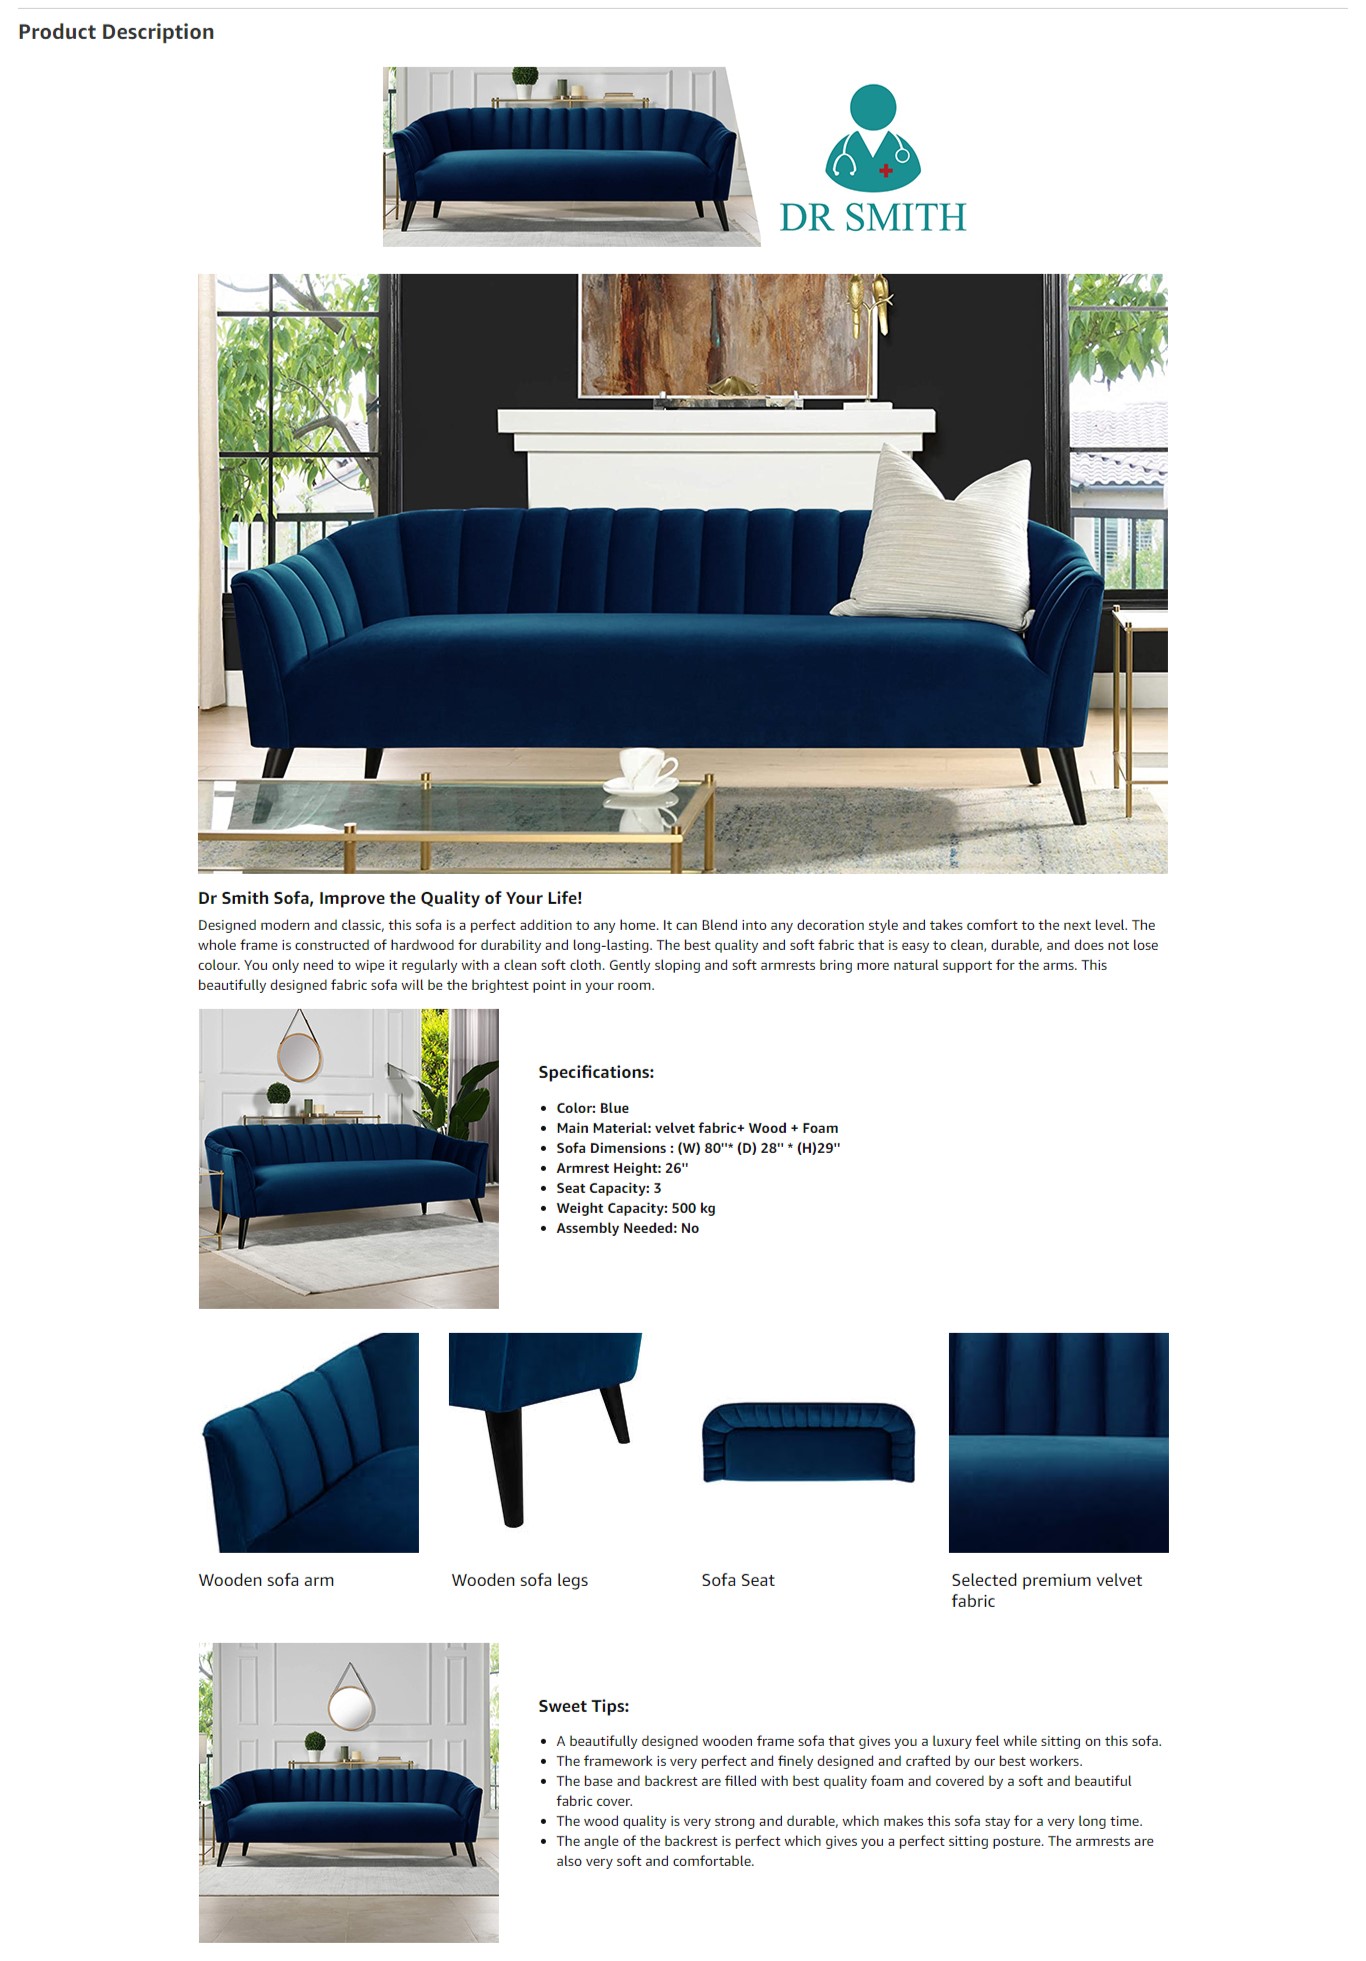 Product Description
DR SMITH
Dr Smith Sofa, Improve the Quality of Your Life!
Designed modern and classic, this sofa is a perfect addition to any home. It can Blend into any decoration style and takes comfort to the next level. The
whole frame is constructed of hardwood for durability and long-lasting. The best quality and soft fabric that is easy to clean, durable, and does not lose
colour. You only need to wipe it regularly with a clean soft cloth. Gently sloping and soft armrests bring more natural support for the arms. This
beautifully designed fabric sofa will be the brightest point in your room.
Specifications:
• Color: Blue
• Main Material: velvet fabric+ Wood + Foam
• Sofa Dimensions : (W) 80''* (D) 28'' * (H)29''
• Armrest Height: 26''
• Seat Capacity: 3
• Weight Capacity: 500 kg
• Assembly Needed: No
Wooden sofa arm
Wooden sofa legs
Sofa Seat
Selected premium velvet
fabric
Sweet Tips:
• A beautifully designed wooden frame sofa that gives you a luxury feel while sitting on this sofa.
• The framework is very perfect and finely designed and crafted by our best workers.
• The base and backrest are filled with best quality foam and covered by a soft and beautiful
fabric cover.
• The wood quality is very strong and durable, which makes this sofa stay for a very long time.
• The angle of the backrest is perfect which gives you a perfect sitting posture. The armrests are
also very soft and comfortable.